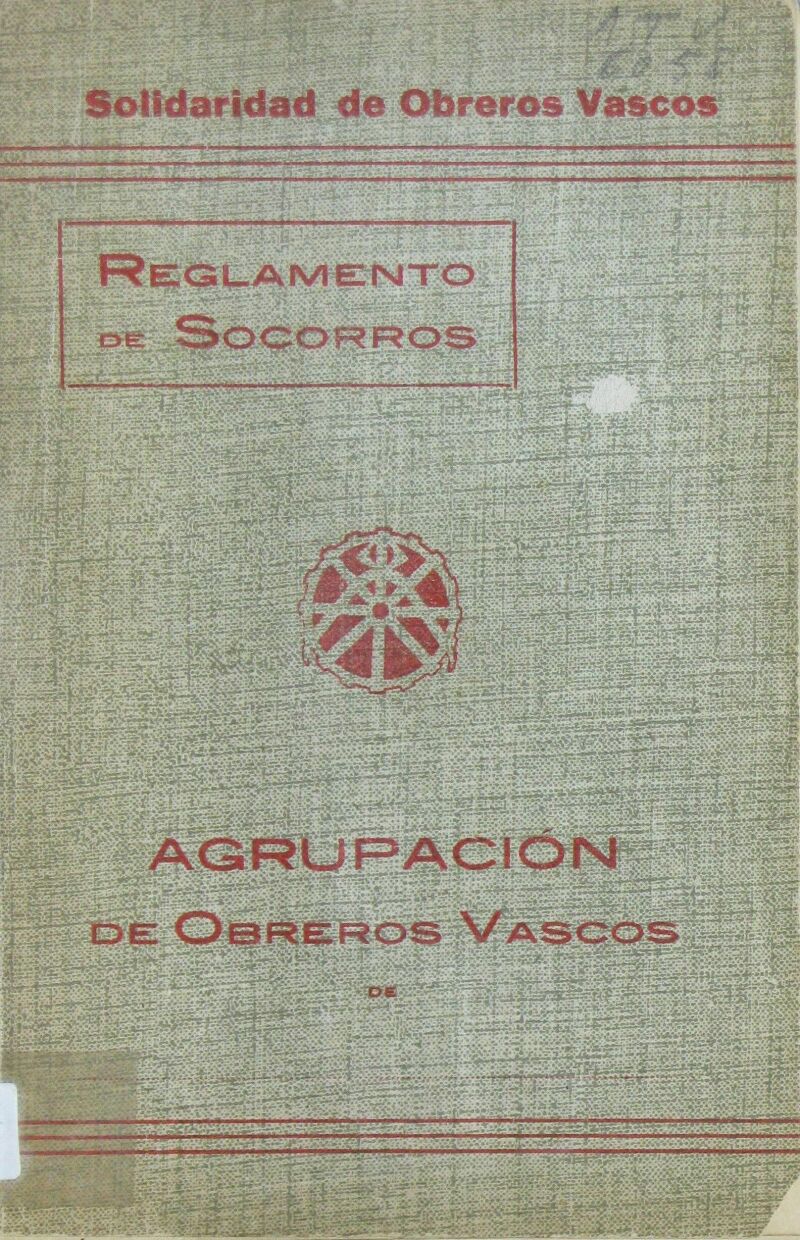 Solidaridad de Obreros Vascos
REGLAMENTO
DE SOCORROS
AGRUPACIÓN
DE OBREROS VASCOS
DE